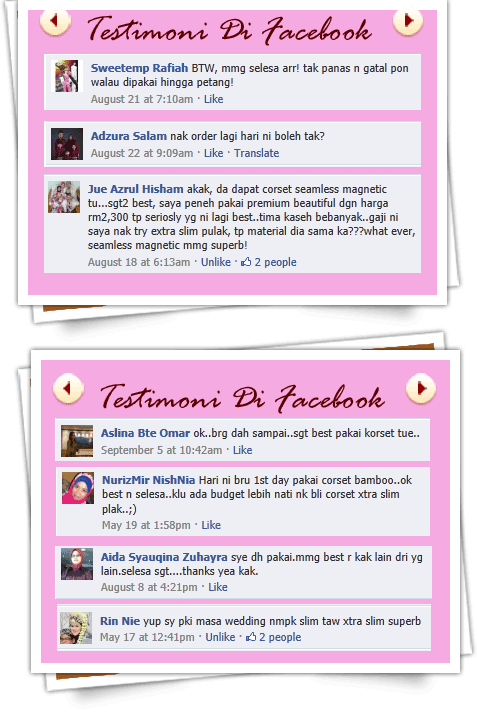 Testimoni Di Facebook
Sweetemp Rafiah BTW, mmg selesa arr! tak panas n gatal pon
walau dipakai hingga petang!
August 21 at 7:10am · Like
Adzura Salam nak order lagi hari ni boleh tak?
August 22 at 9:09am · Like · Translate
Jue Azrul Hisham akak, da dapat corset seamless magnetic
tu...sgt2 best, saya peneh pakai premium beautiful dgn harga
rm2,300 tp seriosly yg ni lagi best..tima kaseh bebanyak..gaji ni
saya nak try extra slim pulak, tp material dia sama ka???what ever,
seamless magnetic mmg superb!
August 18 at 6:13am · Unlike · 2 people
Testimoni Di Facebook
Aslina Bte Omar ok..brg dah sampai..sgt best pakai korset tue..
September 5 at 10:42am · Like
NurizMir NishNia Hari ni bru 1st day pakai corset bamboo..ok
best n selesa..klu ada budget lebih nati nk bli corset xtra slim
plak..;)
May 19 at 1:58pm · Like
Aida Syauqina Zuhayra sye dh pakai.mmg best r kak lain dri yg
lain.selesa sgt....thanks yea kak.
August 8 at 4:21pm · Like
Rin Nie yup sy pki masa wedding nmpk slim taw xtra slim superb
May 17 at 12:41pm · Unlike · 2 people